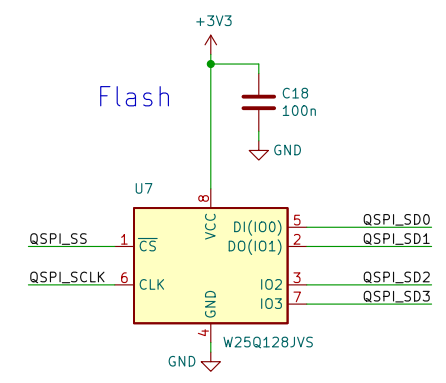 +3V3
Flash
C18
100n
GND
U7
8
VCC
QSPI_SS
1
CS
DI(IO0)
5
QSPI_SD0
DO(IO1)
2
QSPI_SD1
QSPI_SCLK
6
CLK
IO2
3
QSPI_SD2
IO3
7
QSPI_SD3
GND
4
W25Q128JVS
GND